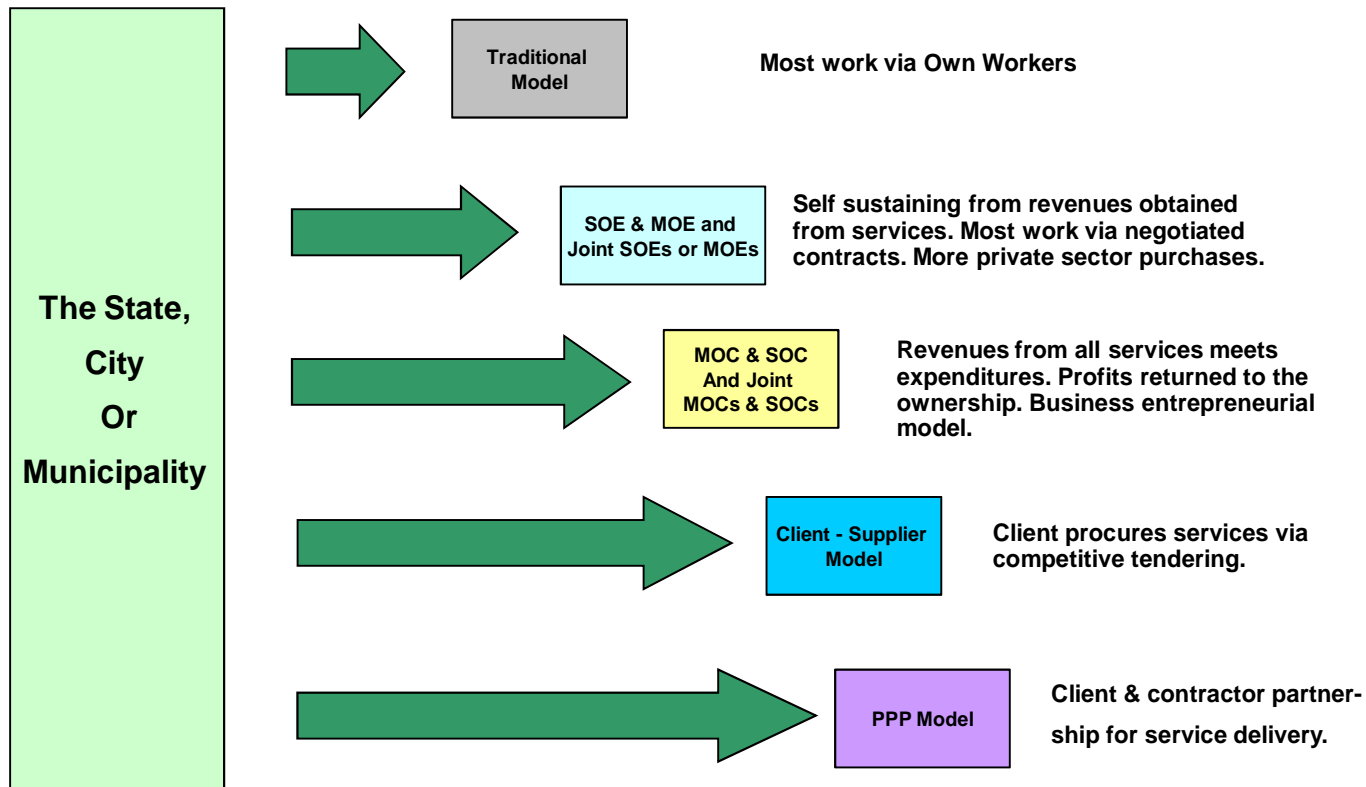 The State,
City
Or
Municipality
Traditional
Model
Most work via Own Workers
SOE & MOE and
Joint SOEs or MOEs
Self sustaining from revenues obtained
from services. Most work via negotiated
contracts. More private sector purchases.
MOC & SOC
And Joint
MOCs & SOCs
Revenues from all services meets
expenditures. Profits returned to the
ownership. Business entrepreneurial
model.
Client - Supplier
Model
Client procures services via
competitive tendering.
PPP Model
Client & contractor partner-
ship for service delivery.